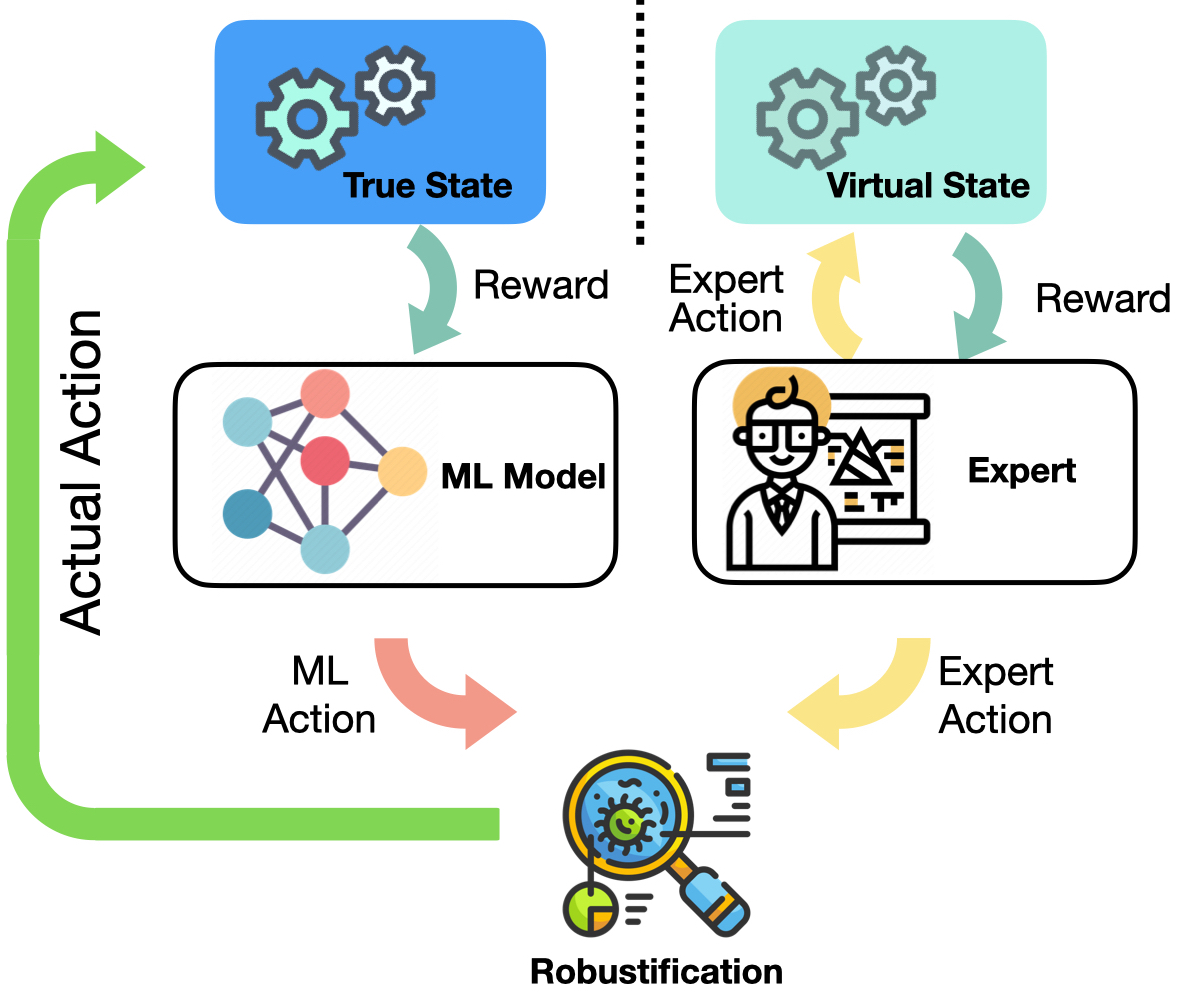 True State
Virtual State
Reward
Expert
Action
Reward
Actual Action
ML Model
Expert
ML
Action
Expert
Action
Robustification